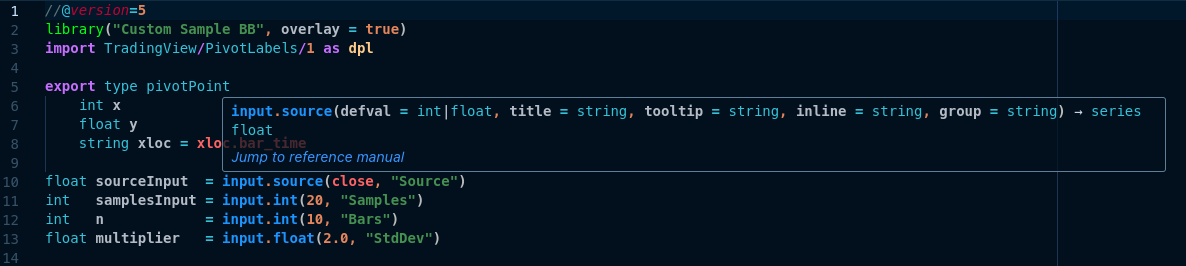 1 //@version=5
2 library("Custom Sample BB", overlay = true)
3 import TradingView/PivotLabels/1 as dpl
4
5 export type pivotPoint
6     int x
7     float y
8     string xloc = xloc.bar_time
input.source(defval = int|float, title = string, tooltip = string, inline = string, group = string) → series
float
Jump to reference manual
9
10 float sourceInput  = input.source(close, "Source")
11 int   samplesInput = input.int(20, "Samples")
12 int   n            = input.int(10, "Bars")
13 float multiplier   = input.float(2.0, "StdDev")
14